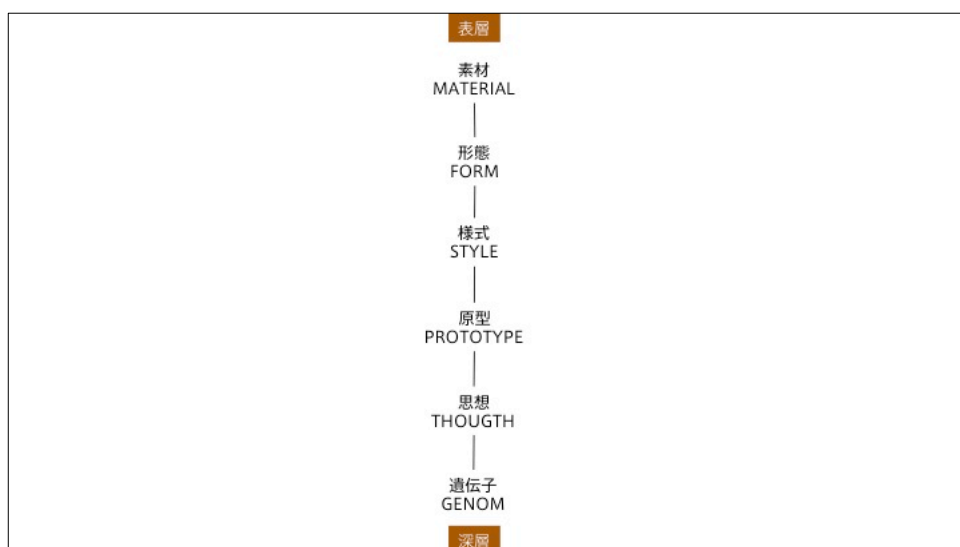 表層
素材
MATERIAL
形態
FORM
様式
STYLE
原型
PROTOTYPE
思想
THOUGTH
遺伝子
GENOM
深層